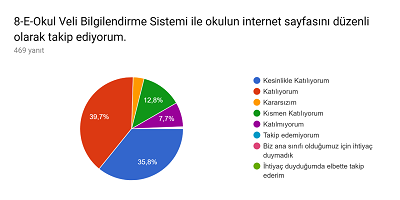 8-E-Okul Veli Bilgilendirme Sistemi ile okulun internet sayfasını düzenli
olarak takip ediyorum.
469 yanıt
Kesinlikle Katılıyorum
Katılıyorum
Kararsızım
Kısmen Katılıyorum
Katılmıyorum
Takip edemiyorum
Biz ana sınıfı olduğumuz için ihtiyaç
duymadık
İhtiyaç duyduğumda elbette takip
ederim
39,7%
12,8%
7,7%
35,8%